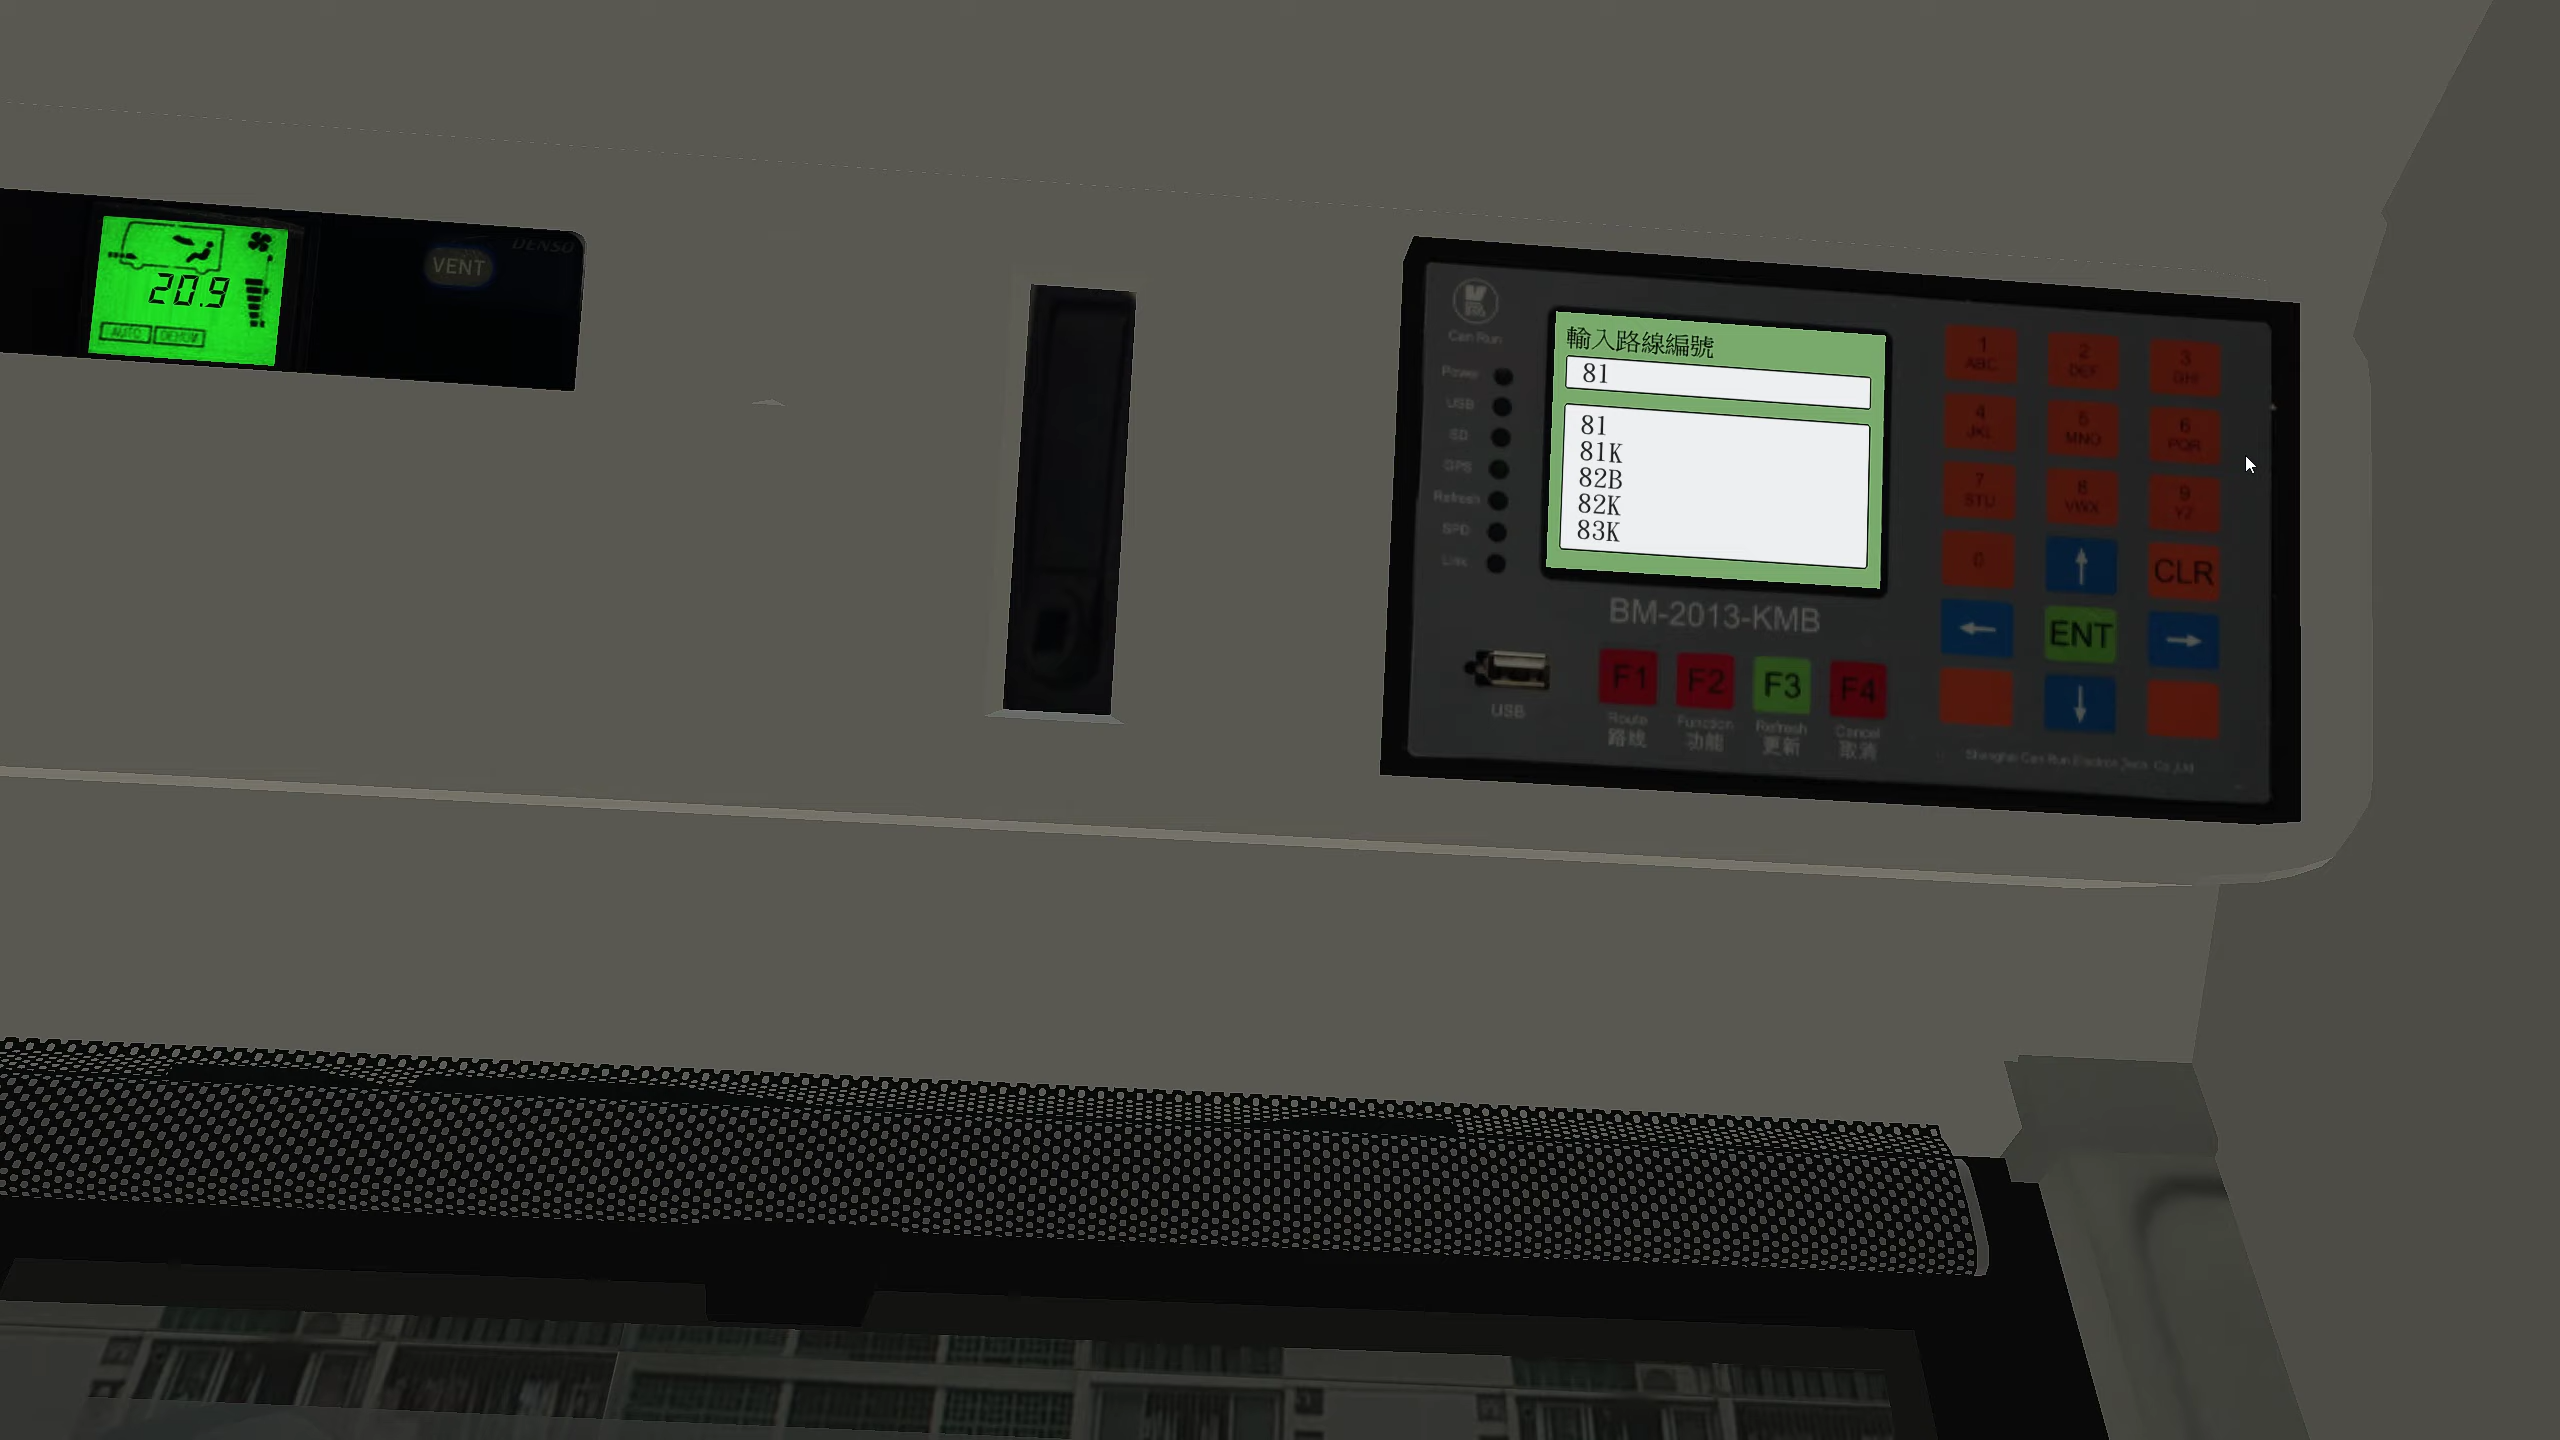 DENSO
VENT
20.9
AUTO DEHUM
Can Run
Power
USB
SD
GPS
Refresh
SPD
Link
輸入路線編號
81
81
81K
82B
82K
83K
BM-2013-KMB
USB
F1 F2 F3 F4
Route Function Refresh Cancel
路线 功能 更新 取消
1 2 3
ABC DEF GHI
4 5 6
JKL MNO PQR
7 8 9
STU VWX YZ
0 ↑ CLR
← ENT →
↓